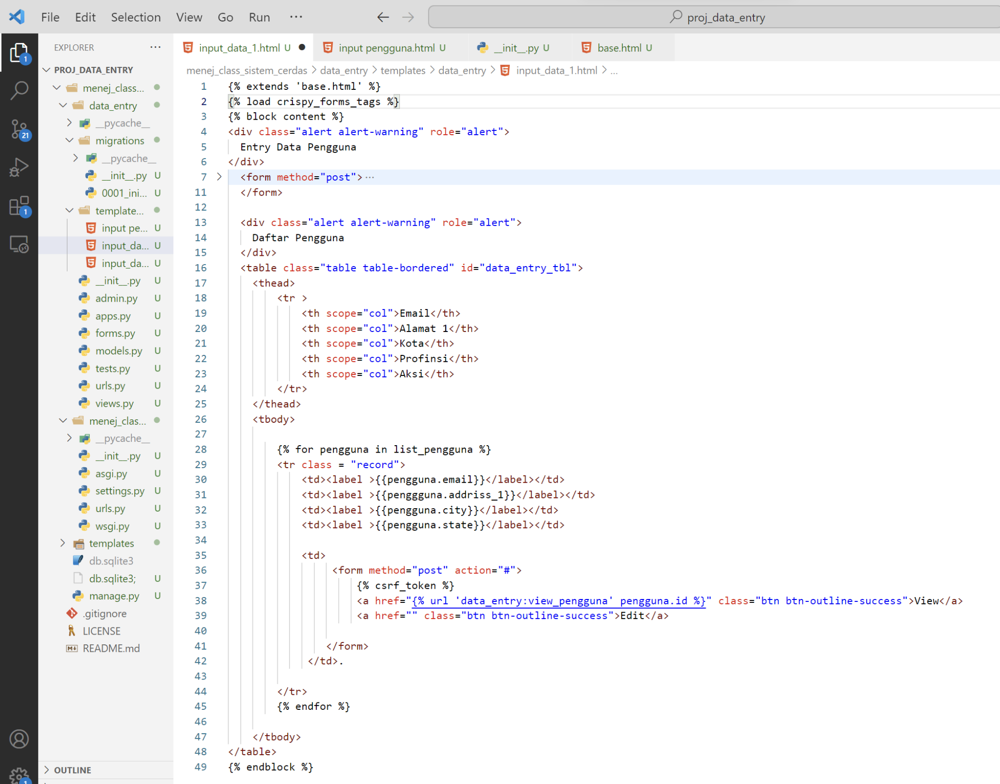 File Edit Selection View Go Run ··· proj_data_entry
EXPLORER ···
input_data_1.html U
input pengguna.html U
__init__.py U
base.html U
menej_class_sistem_cerdas > data_entry > templates > data_entry > input_data_1.html > ...
PROJ_DATA_ENTRY
menej_class...
data_entry
__pycache__
migrations
__pycache__
__init__.py U
0001_ini... U
template...
input pe... U
input_da... U
input_da... U
__init__.py U
admin.py U
apps.py U
forms.py U
models.py U
tests.py U
urls.py U
views.py U
menej_clas...
__pycache__
__init__.py U
asgi.py U
settings.py U
urls.py U
wsgi.py U
templates
db.sqlite3
db.sqlite3; U
manage.py U
.gitignore
LICENSE
README.md
OUTLINE
1
21
1
1
1 {% extends 'base.html' %}
2 {% load crispy_forms_tags %}
3 {% block content %}
4 <div class="alert alert-warning" role="alert">
5 Entry Data Pengguna
6 </div>
7 <form method="post"> ···
11 </form>
12
13 <div class="alert alert-warning" role="alert">
14 Daftar Pengguna
15 </div>
16 <table class="table table-bordered" id="data_entry_tbl">
17 <thead>
18 <tr >
19 <th scope="col">Email</th>
20 <th scope="col">Alamat 1</th>
21 <th scope="col">Kota</th>
22 <th scope="col">Profinsi</th>
23 <th scope="col">Aksi</th>
24 </tr>
25 </thead>
26 <tbody>
27
28 {% for pengguna in list_pengguna %}
29 <tr class = "record">
30 <td><label >{{pengguna.email}}</label></td>
31 <td><label >{{penggguna.addriss_1}}</label></td>
32 <td><label >{{pengguna.city}}</label></td>
33 <td><label >{{pengguna.state}}</label></td>
34
35 <td>
36 <form method="post" action="#">
37 {% csrf_token %}
38 <a href="{% url 'data_entry:view_pengguna' pengguna.id %}" class="btn btn-outline-success">View</a>
39 <a href="" class="btn btn-outline-success">Edit</a>
40
41 </form>
42 </td>.
43
44 </tr>
45 {% endfor %}
46
47 </tbody>
48 </table>
49 {% endblock %}